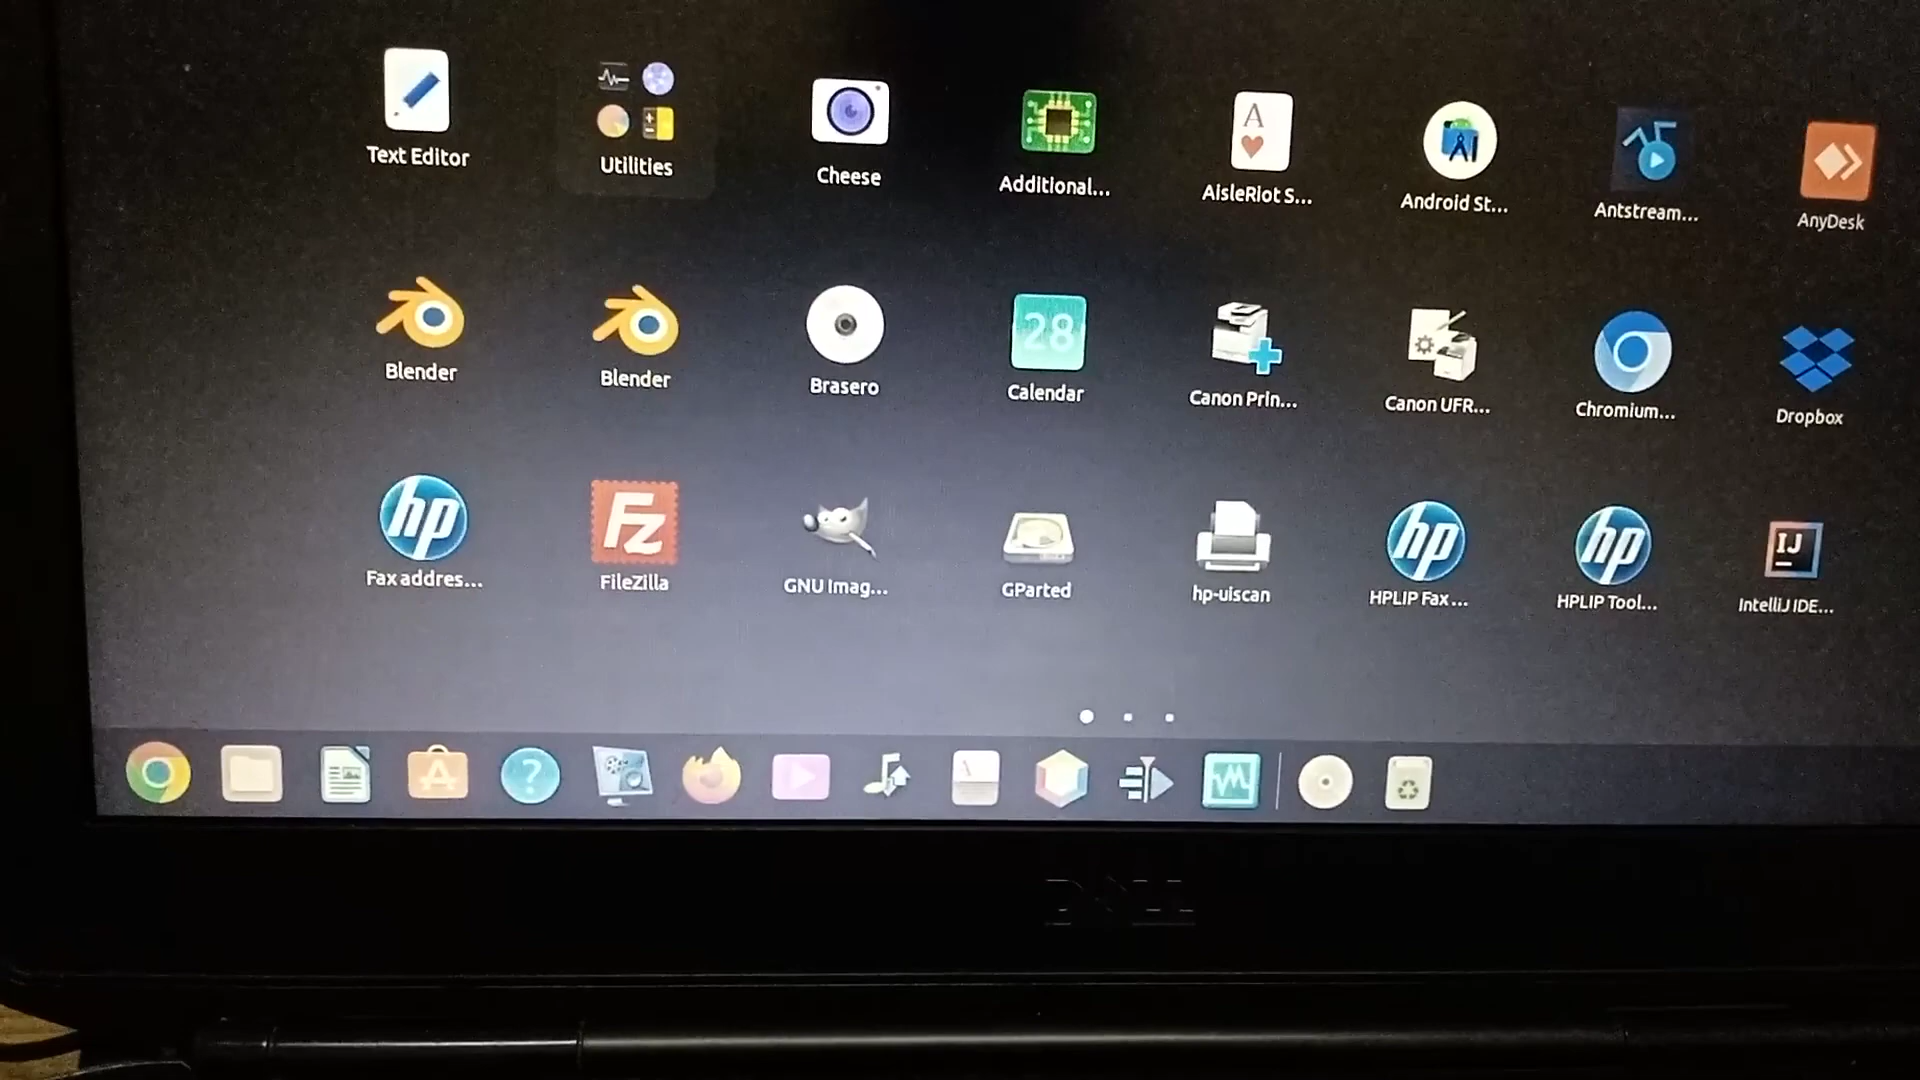 Text Editor
Utilities
Cheese
A
Additional...
AisleRiot S...
Android St...
Antstream...
AnyDesk
28
Blender
Blender
Brasero
Calendar
Canon Prin...
Canon UFR...
Chromium...
Dropbox
hp
Fz
hp
hp
IJ
Fax addres...
FileZilla
GNU Imag...
GParted
hp-uiscan
HPLIP Fax ...
HPLIP Tool...
IntelliJ IDE...
A
?
A
DELL